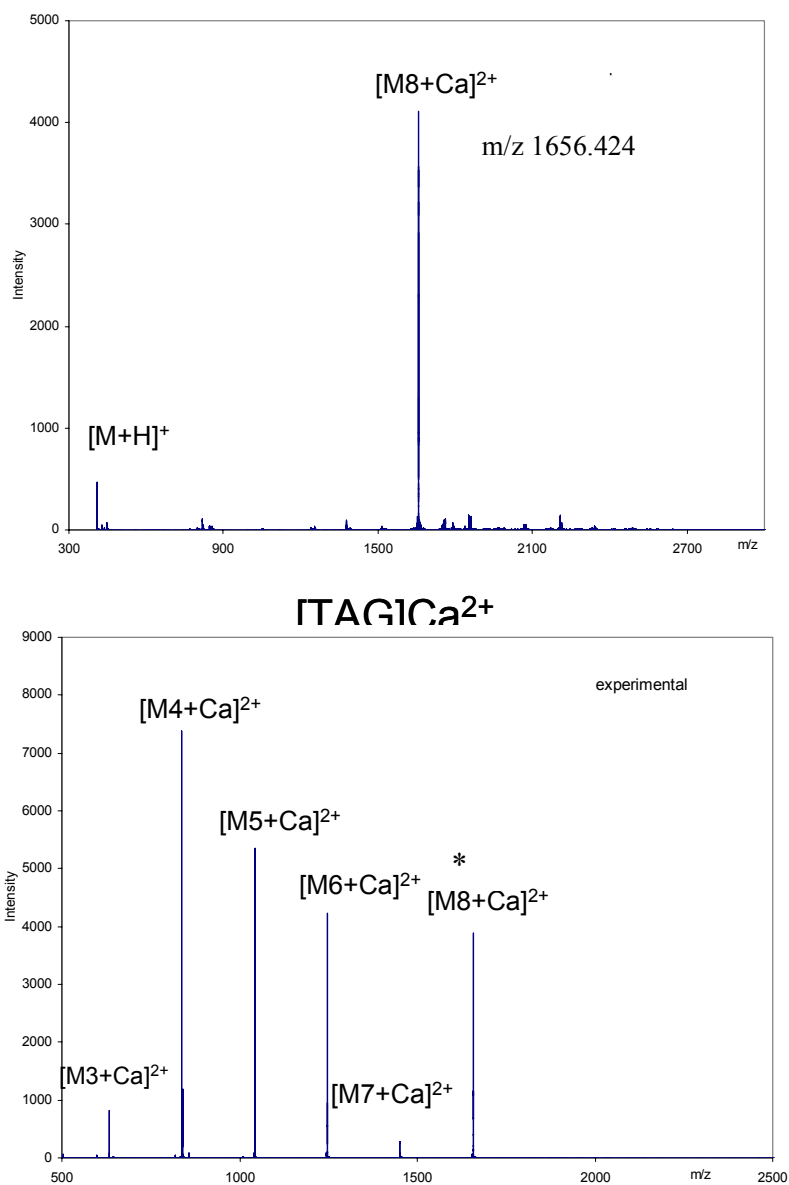 5000
[M8+Ca]2+
4000
m/z 1656.424
3000
Intensity
2000
1000
[M+H]+
0
300 900 1500 2100 2700 m/z
[TAG]Ca2+
9000
experimental
8000
[M4+Ca]2+
7000
6000
[M5+Ca]2+
5000
*
[M6+Ca]2+
[M8+Ca]2+
Intensity
4000
3000
2000
[M3+Ca]2+
[M7+Ca]2+
1000
0
500 1000 1500 2000 m/z 2500